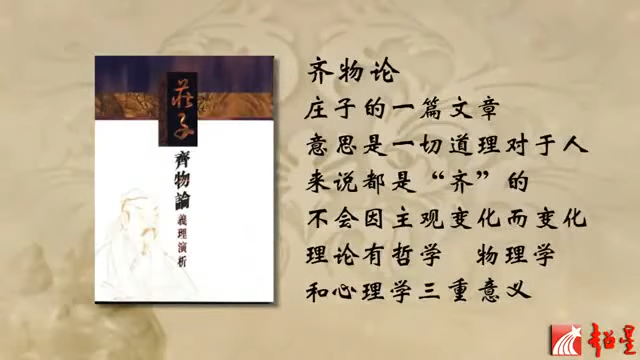 莊子
齊物論
義理演析
齐物论
庄子的一篇文章
意思是一切道理对于人
来说都是“齐”的
不会因主观变化而变化
理论有哲学 物理学
和心理学三重意义
超星